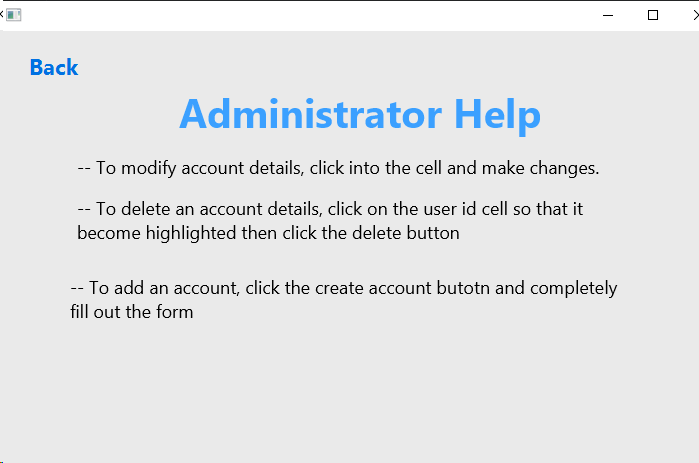 Back
Administrator Help
-- To modify account details, click into the cell and make changes.
-- To delete an account details, click on the user id cell so that it
become highlighted then click the delete button
-- To add an account, click the create account butotn and completely
fill out the form